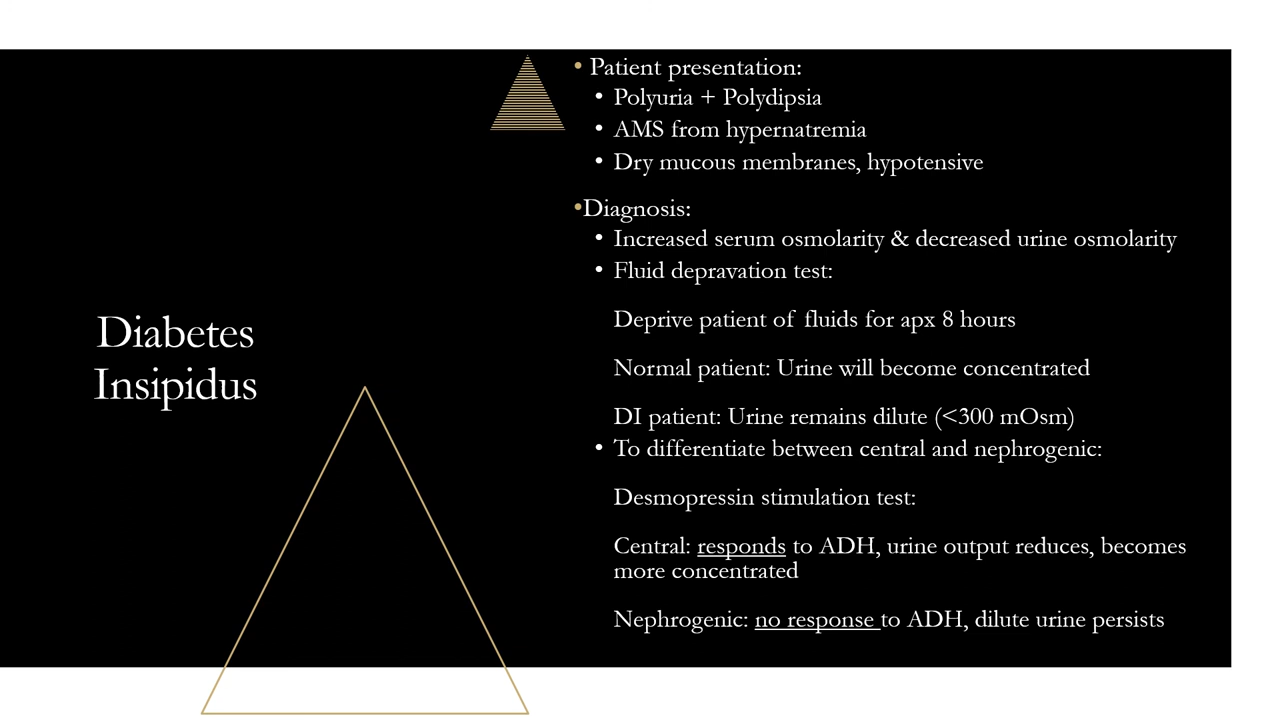 Diabetes
Insipidus
• Patient presentation:
• Polyuria + Polydipsia
• AMS from hypernatremia
• Dry mucous membranes, hypotensive
•Diagnosis:
• Increased serum osmolarity & decreased urine osmolarity
• Fluid depravation test:
Deprive patient of fluids for apx 8 hours
Normal patient: Urine will become concentrated
DI patient: Urine remains dilute (<300 mOsm)
• To differentiate between central and nephrogenic:
Desmopressin stimulation test:
Central: responds to ADH, urine output reduces, becomes
more concentrated
Nephrogenic: no response to ADH, dilute urine persists